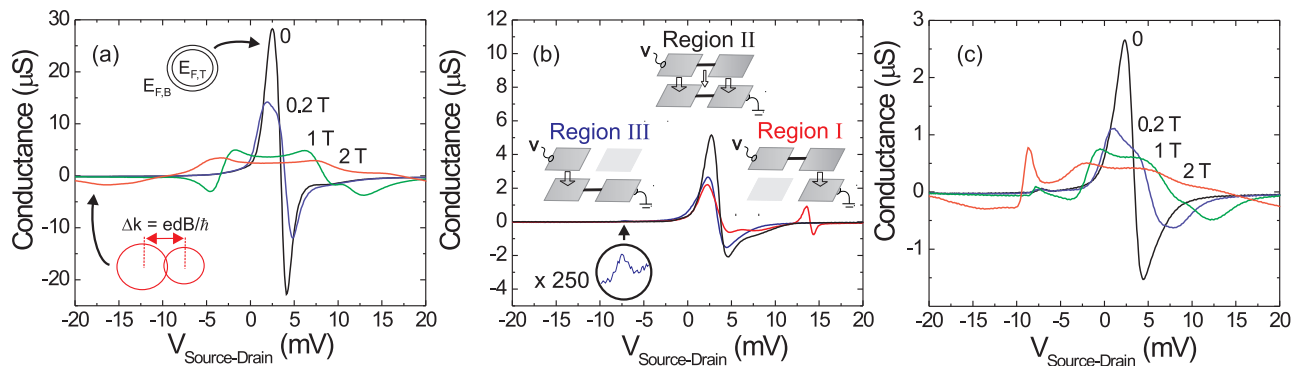 (a)
Conductance (µS)
30
20
10
0
-10
-20
E_F,T
E_F,B
0
0.2 T
1 T
2 T
Δk = edB/ħ
-20 -15 -10 -5 0 5 10 15 20
V_Source-Drain (mV)
(b)
Conductance (µS)
12
10
8
6
4
2
0
-2
-4
Region II
V
Region III
V
Region I
V
x 250
-20 -15 -10 -5 0 5 10 15 20
V_Source-Drain (mV)
(c)
Conductance (µS)
3
2
1
0
-1
0
0.2 T
1 T
2 T
-20 -15 -10 -5 0 5 10 15 20
V_Source-Drain (mV)